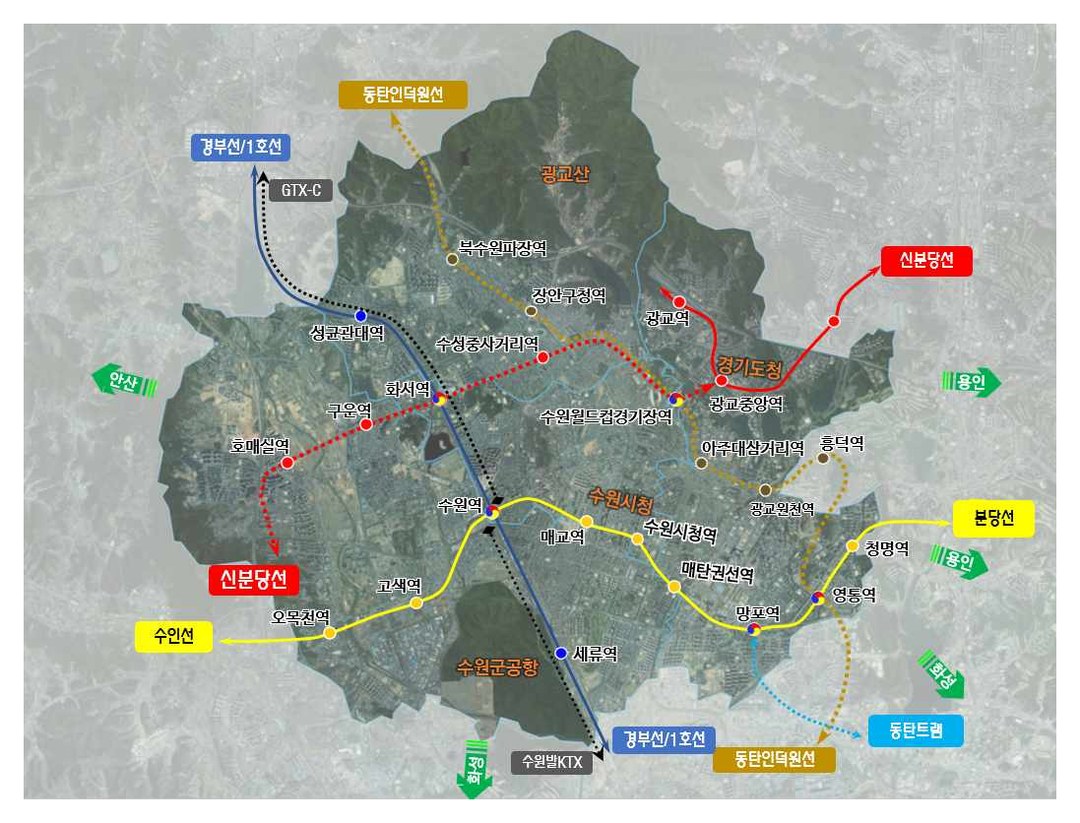 동탄인덕원선
경부선/1호선
GTX-C
광교산
북수원파장역
신분당선
장안구청역
광교역
성균관대역
수성중사거리역
경기도청
안산
용인
화서역
광교중앙역
구운역
수원월드컵경기장역
호매실역
아주대삼거리역
흥덕역
수원역
수원시청
광교원천역
분당선
매교역
수원시청역
청명역
용인
신분당선
고색역
매탄권선역
영통역
오목천역
망포역
수인선
수원군공항
세류역
화성
동탄트램
경부선/1호선
동탄인덕원선
수원발KTX
화성